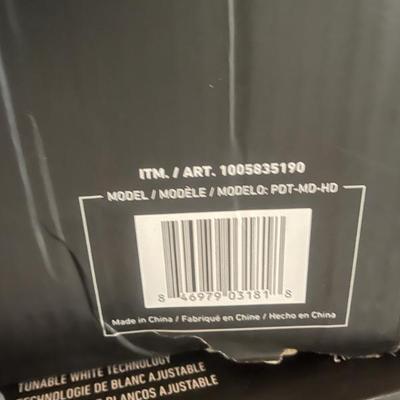 ITM. / ART. 1005835190
MODEL / MODÈLE / MODELO: PDT-MD-HD
8 46979 03181 8
Made in China / Fabriqué en Chine / Hecho en China
TUNABLE WHITE TECHNOLOGY
TECHNOLOGIE DE BLANC AJUSTABLE
BLANCOS AJUSTABLE